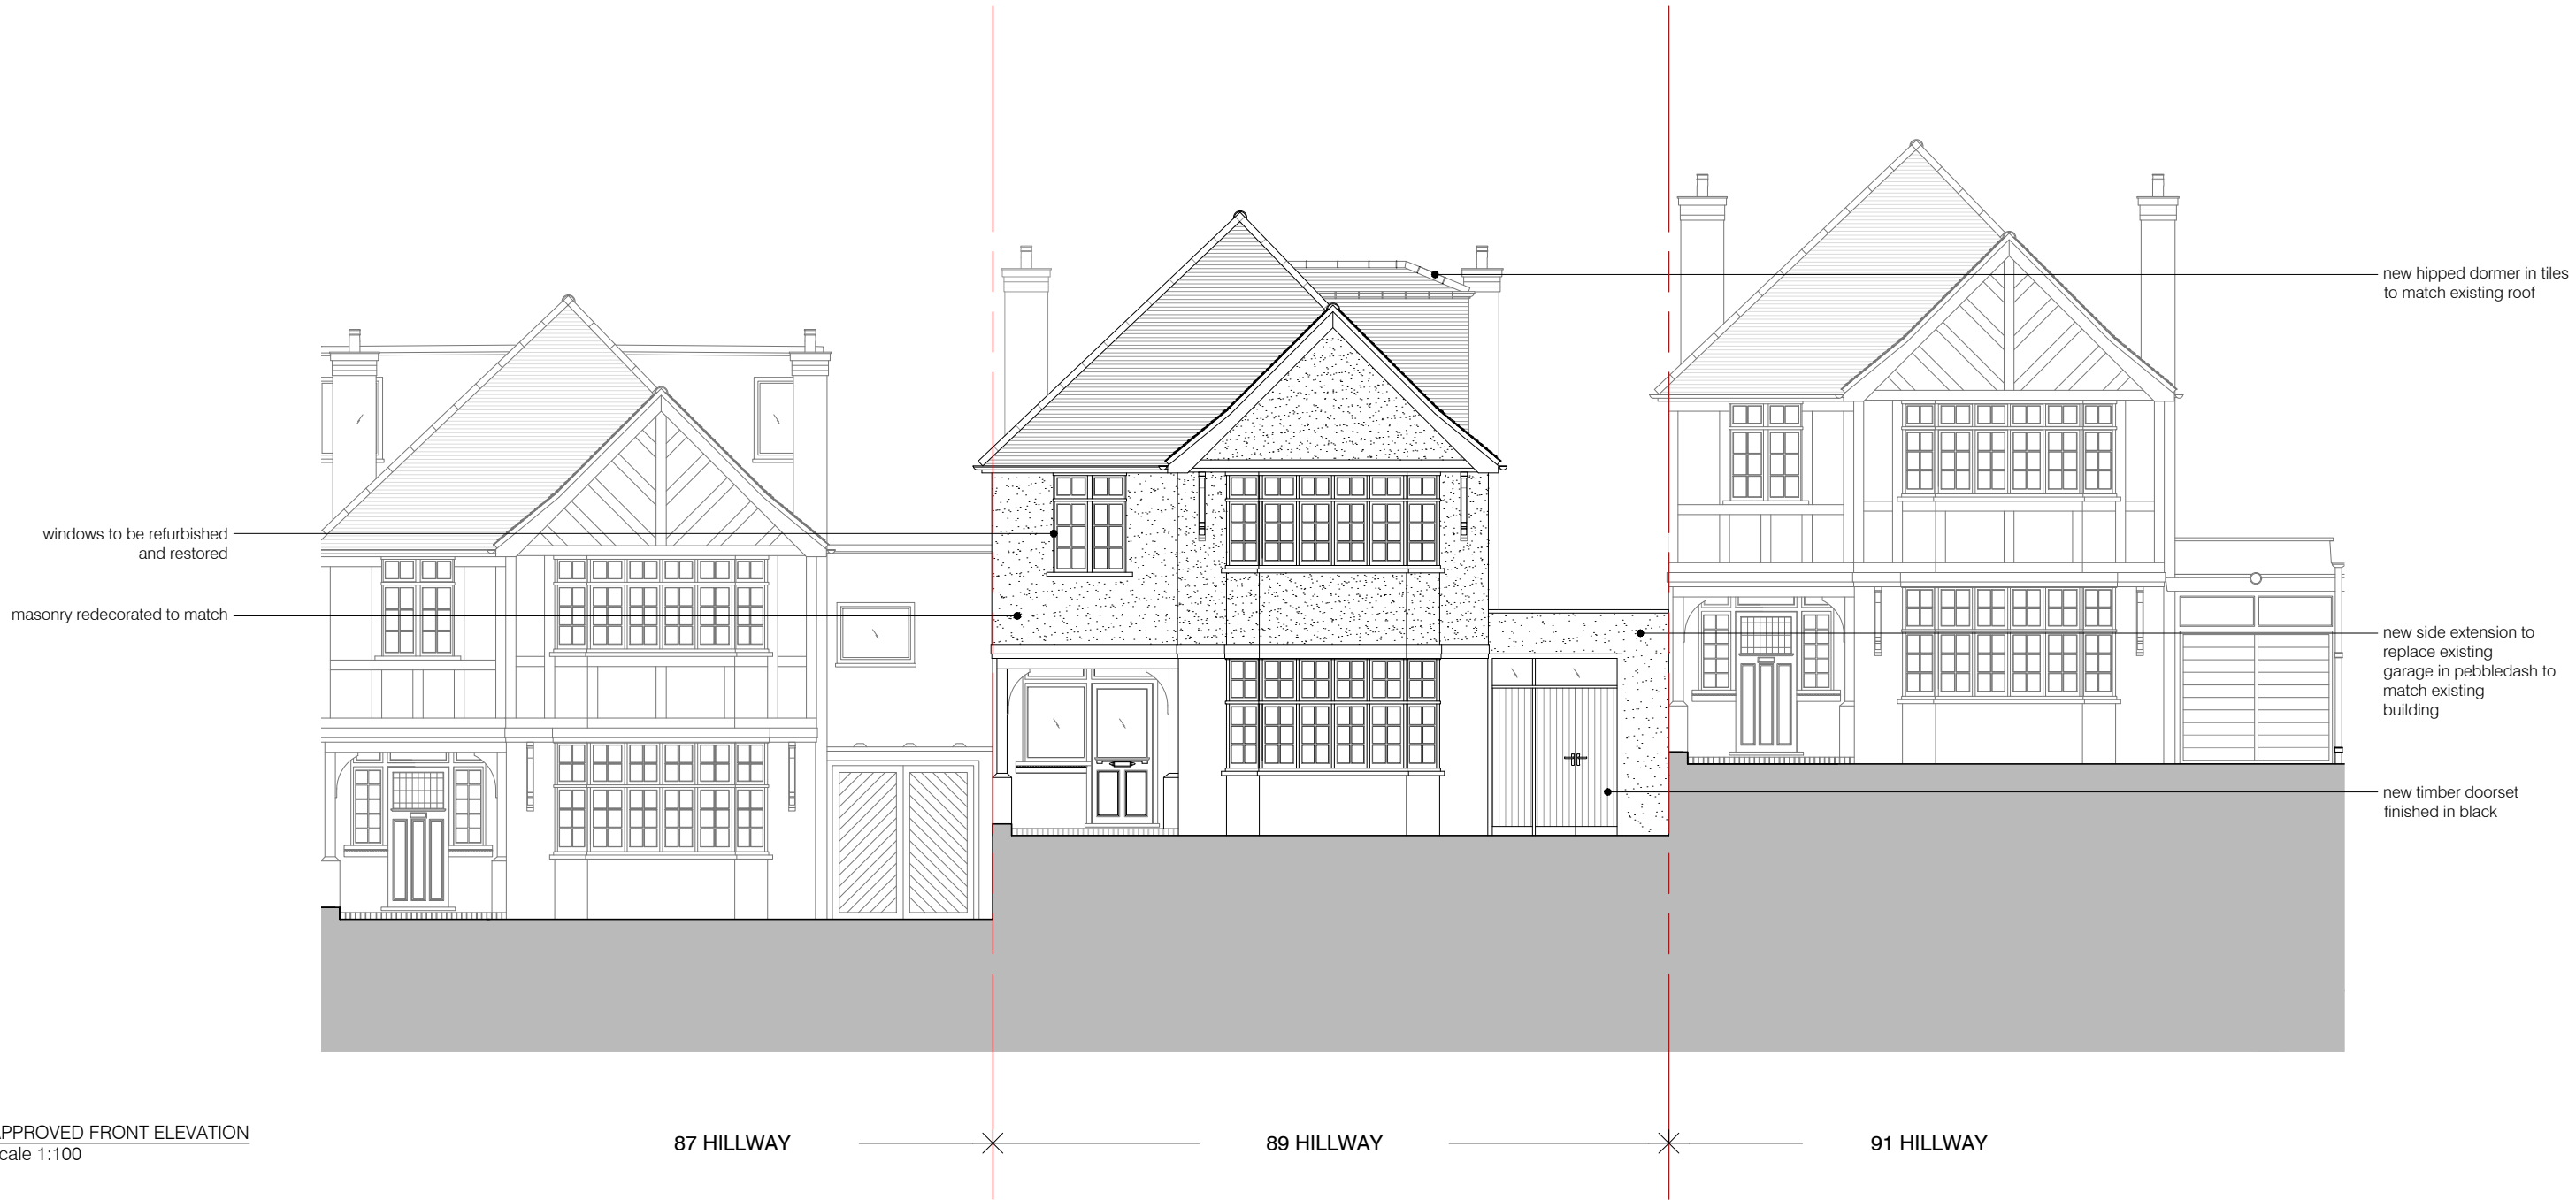 new hipped dormer in tiles
to match existing roof
windows to be refurbished
and restored
masonry redecorated to match
new side extension to
replace existing
garage in pebbledash to
match existing
building
new timber doorset
finished in black
APPROVED FRONT ELEVATION
cale 1:100
87 HILLWAY
89 HILLWAY
91 HILLWAY